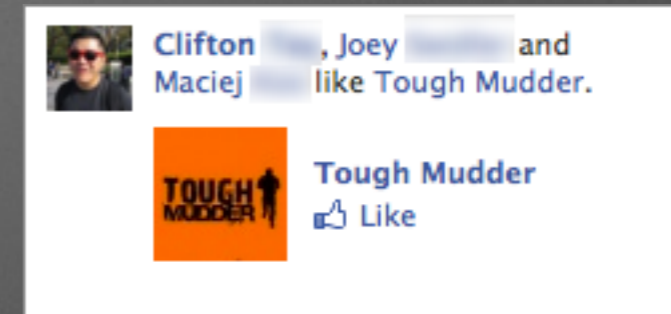 Clifton , Joey and
Maciej like Tough Mudder.
TOUGH
MUDDER
Tough Mudder
Like